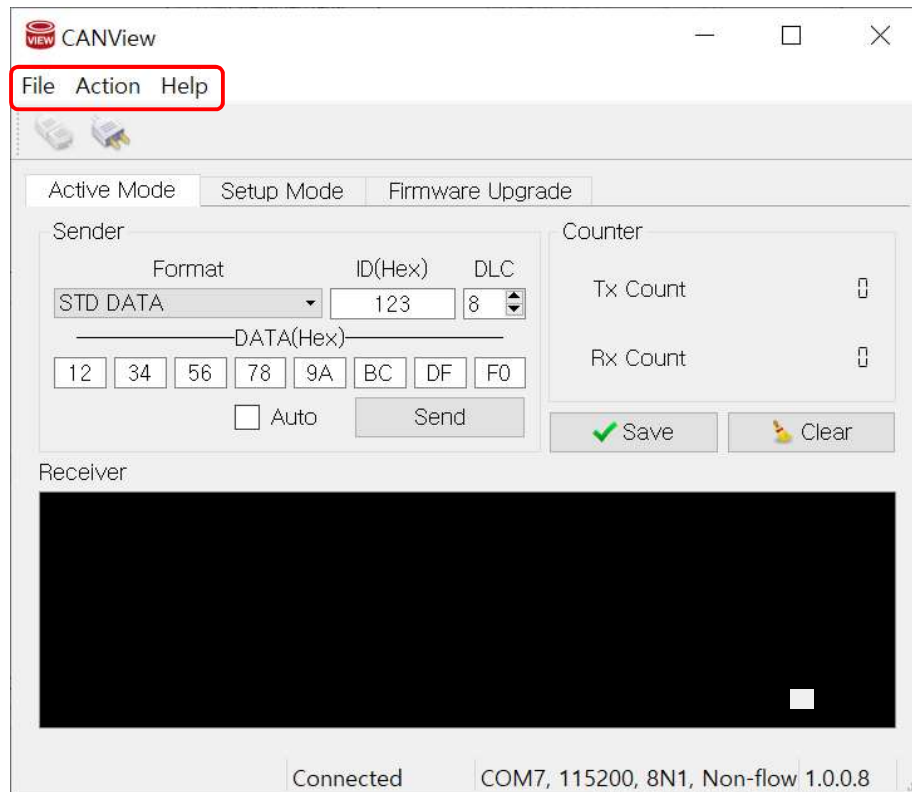 VIEW CANView
File Action Help
Active Mode Setup Mode Firmware Upgrade
Sender
Format ID(Hex) DLC
STD DATA 123 8
DATA(Hex)
12 34 56 78 9A BC DF F0
Auto Send
Counter
Tx Count 0
Rx Count 0
Save Clear
Receiver
Connected COM7, 115200, 8N1, Non-flow 1.0.0.8